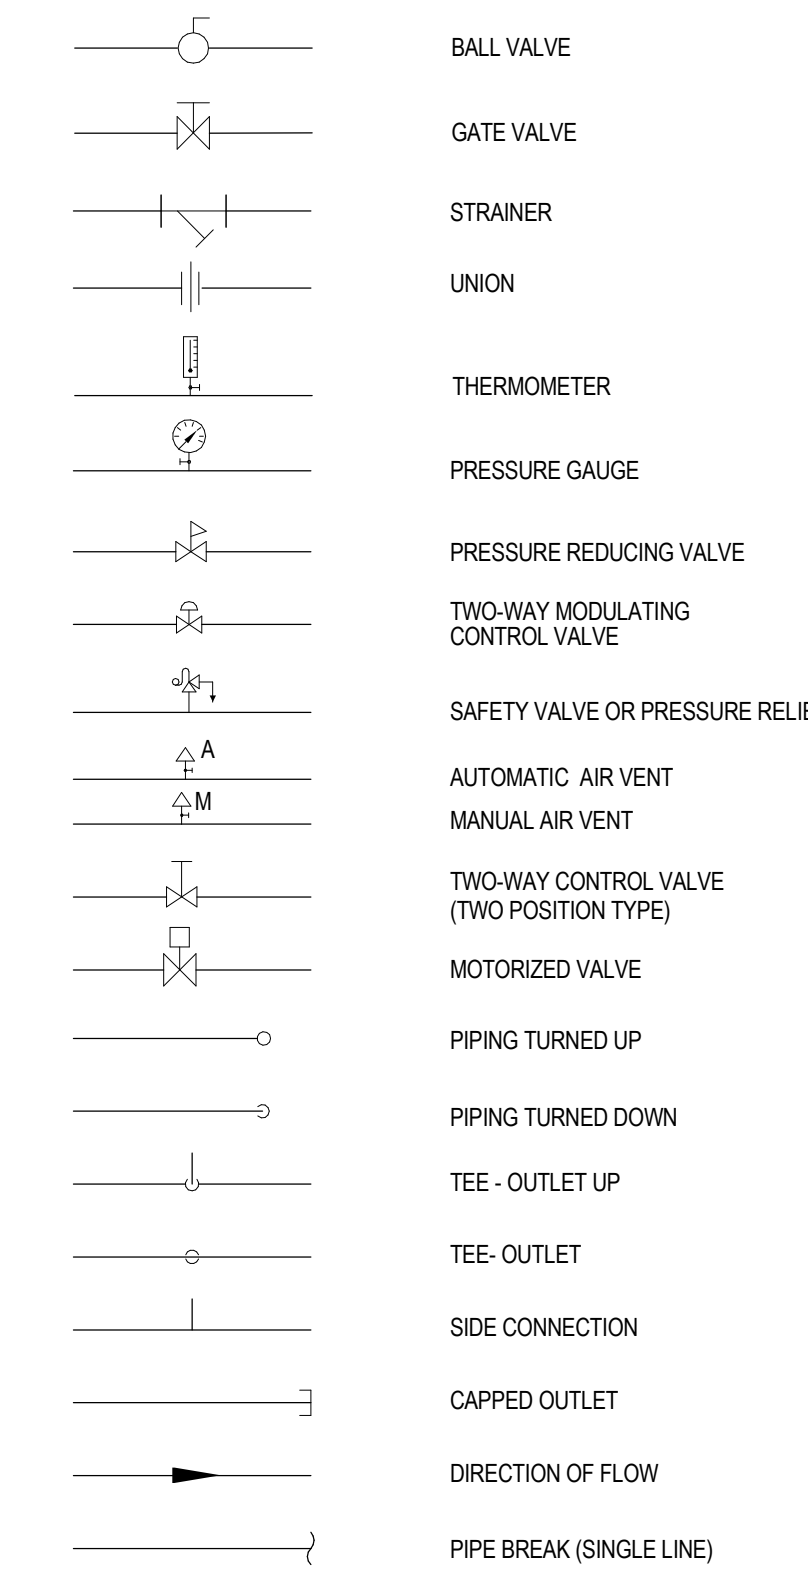 BALL VALVE
GATE VALVE
STRAINER
UNION
THERMOMETER
PRESSURE GAUGE
PRESSURE REDUCING VALVE
TWO-WAY MODULATING
CONTROL VALVE
SAFETY VALVE OR PRESSURE
A
AUTOMATIC AIR VENT
M
MANUAL AIR VENT
TWO-WAY CONTROL VALVE
(TWO POSITION TYPE)
MOTORIZED VALVE
PIPING TURNED UP
PIPING TURNED DOWN
TEE - OUTLET UP
TEE- OUTLET
SIDE CONNECTION
CAPPED OUTLET
DIRECTION OF FLOW
PIPE BREAK (SINGLE LINE)